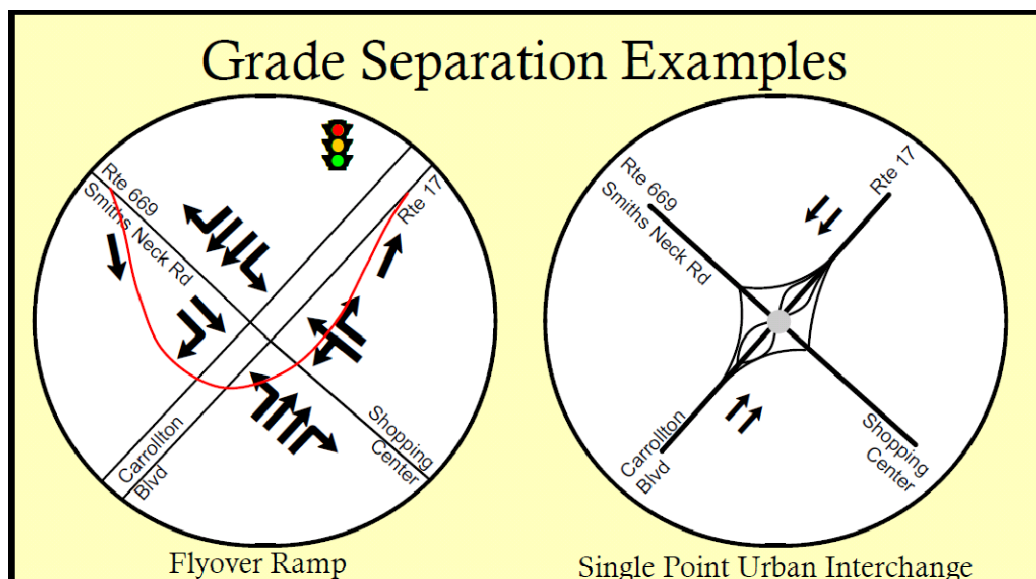 Grade Separation Examples
Rte 669
Smiths Neck Rd
Rte 17
Carrollton
Blvd
Shopping
Center
Flyover Ramp
Rte 669
Smiths Neck Rd
Rte 17
Carrollton
Blvd
Shopping
Center
Single Point Urban Interchange